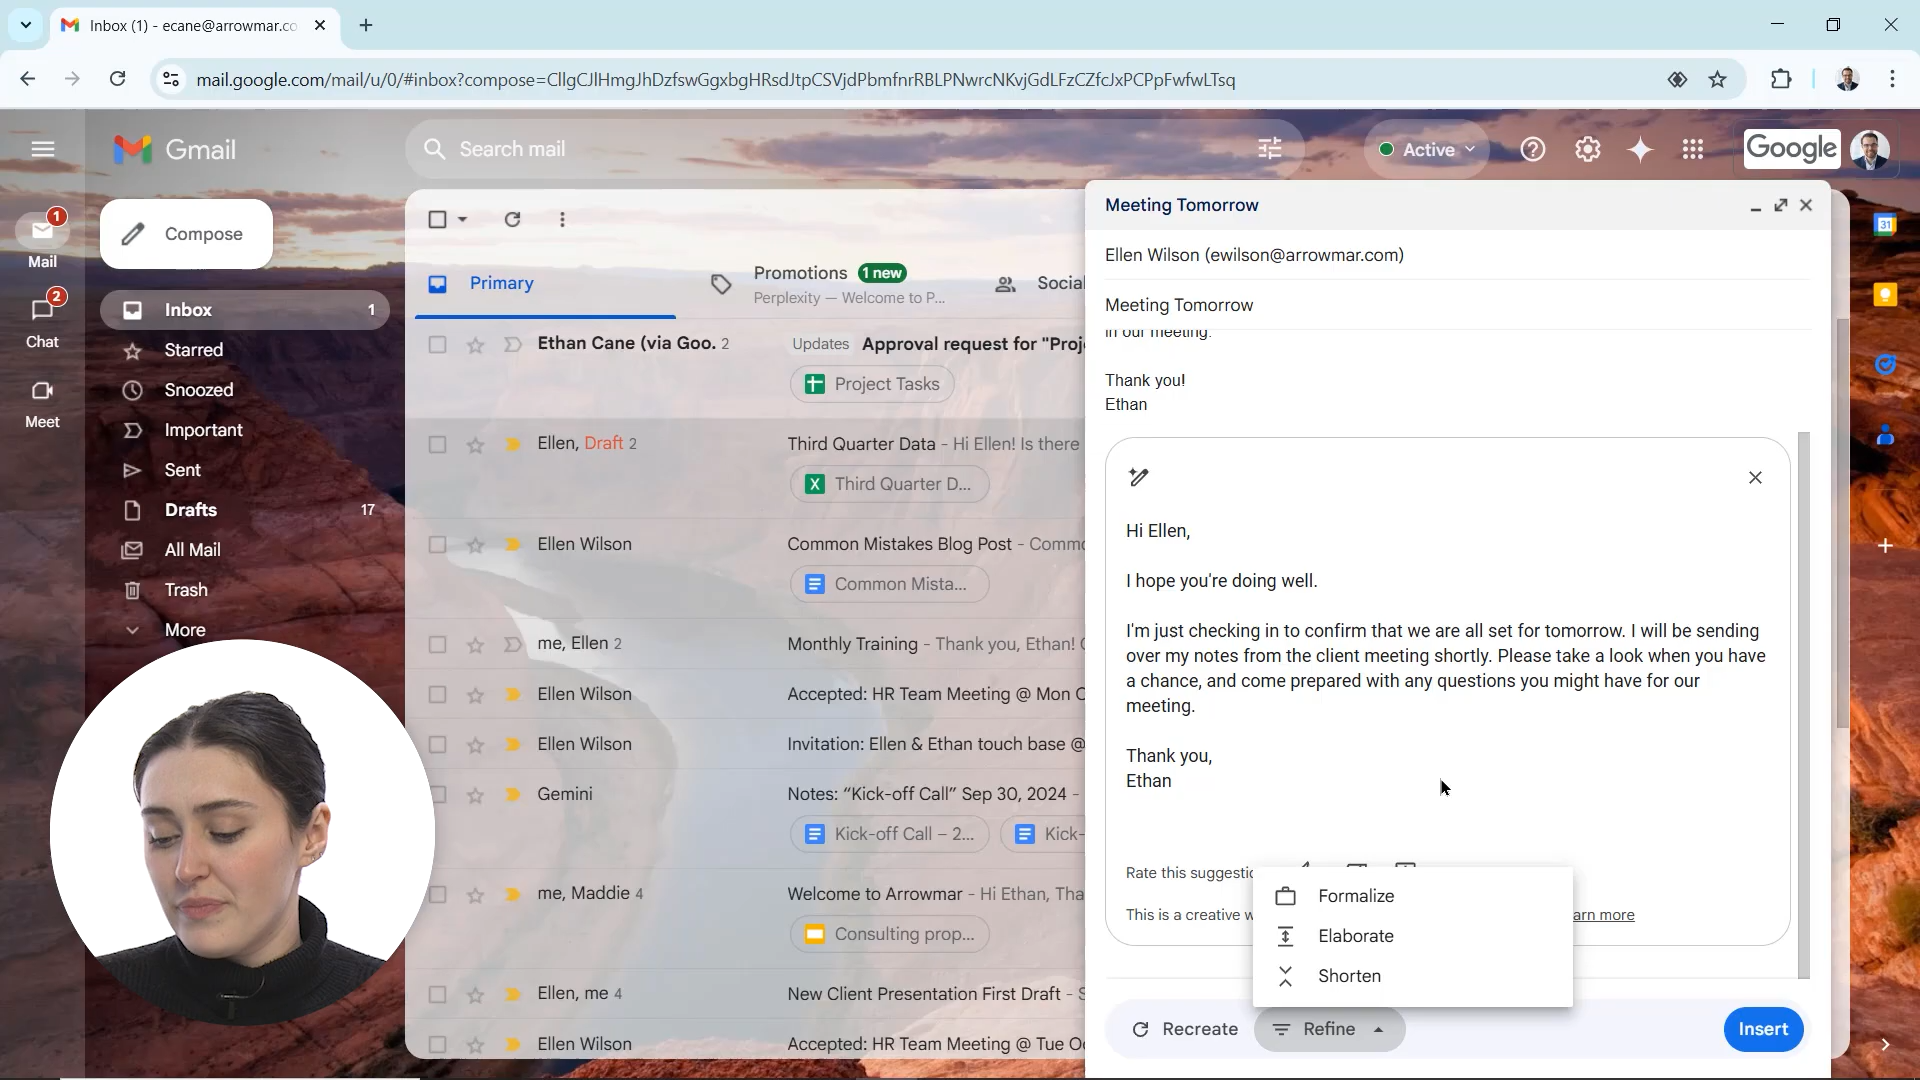 Inbox (1) - ecane@arrowmar.co
mail.google.com/mail/u/0/#inbox?compose=CllgCJlHmgJhDzfswGgxbgHRsdJtpCSVjdPbmfnrRBLPNwrcNKvjGdLFzCZfcJxPCPpFwfwLTsq
Gmail
Search mail
Active
Google
1
Mail
2
Chat
Meet
Compose
Inbox 1
Starred
Snoozed
Important
Sent
Drafts 17
All Mail
Trash
More
Primary
Promotions 1 new
Perplexity — Welcome to P...
Social
Ethan Cane (via Goo. 2 Updates Approval request for "Proj
Project Tasks
Ellen, Draft 2 Third Quarter Data - Hi Ellen! Is there
X Third Quarter D...
Ellen Wilson Common Mistakes Blog Post - Commo
Common Mista...
me, Ellen 2 Monthly Training - Thank you, Ethan!
Ellen Wilson Accepted: HR Team Meeting @ Mon O
Ellen Wilson Invitation: Ellen & Ethan touch base @
Gemini Notes: “Kick-off Call” Sep 30, 2024 -
Kick-off Call – 2... Kick-
me, Maddie 4 Welcome to Arrowmar - Hi Ethan, Tha
Consulting prop...
Ellen, me 4 New Client Presentation First Draft - S
Ellen Wilson Accepted: HR Team Meeting @ Tue Oc
Meeting Tomorrow
Ellen Wilson (ewilson@arrowmar.com)
Meeting Tomorrow
in our meeting.
Thank you!
Ethan
Hi Ellen,
I hope you're doing well.
I'm just checking in to confirm that we are all set for tomorrow. I will be sending
over my notes from the client meeting shortly. Please take a look when you have
a chance, and come prepared with any questions you might have for our
meeting.
Thank you,
Ethan
Rate this suggestic
This is a creative w
arn more
Formalize
Elaborate
Shorten
Recreate
Refine
Insert
31